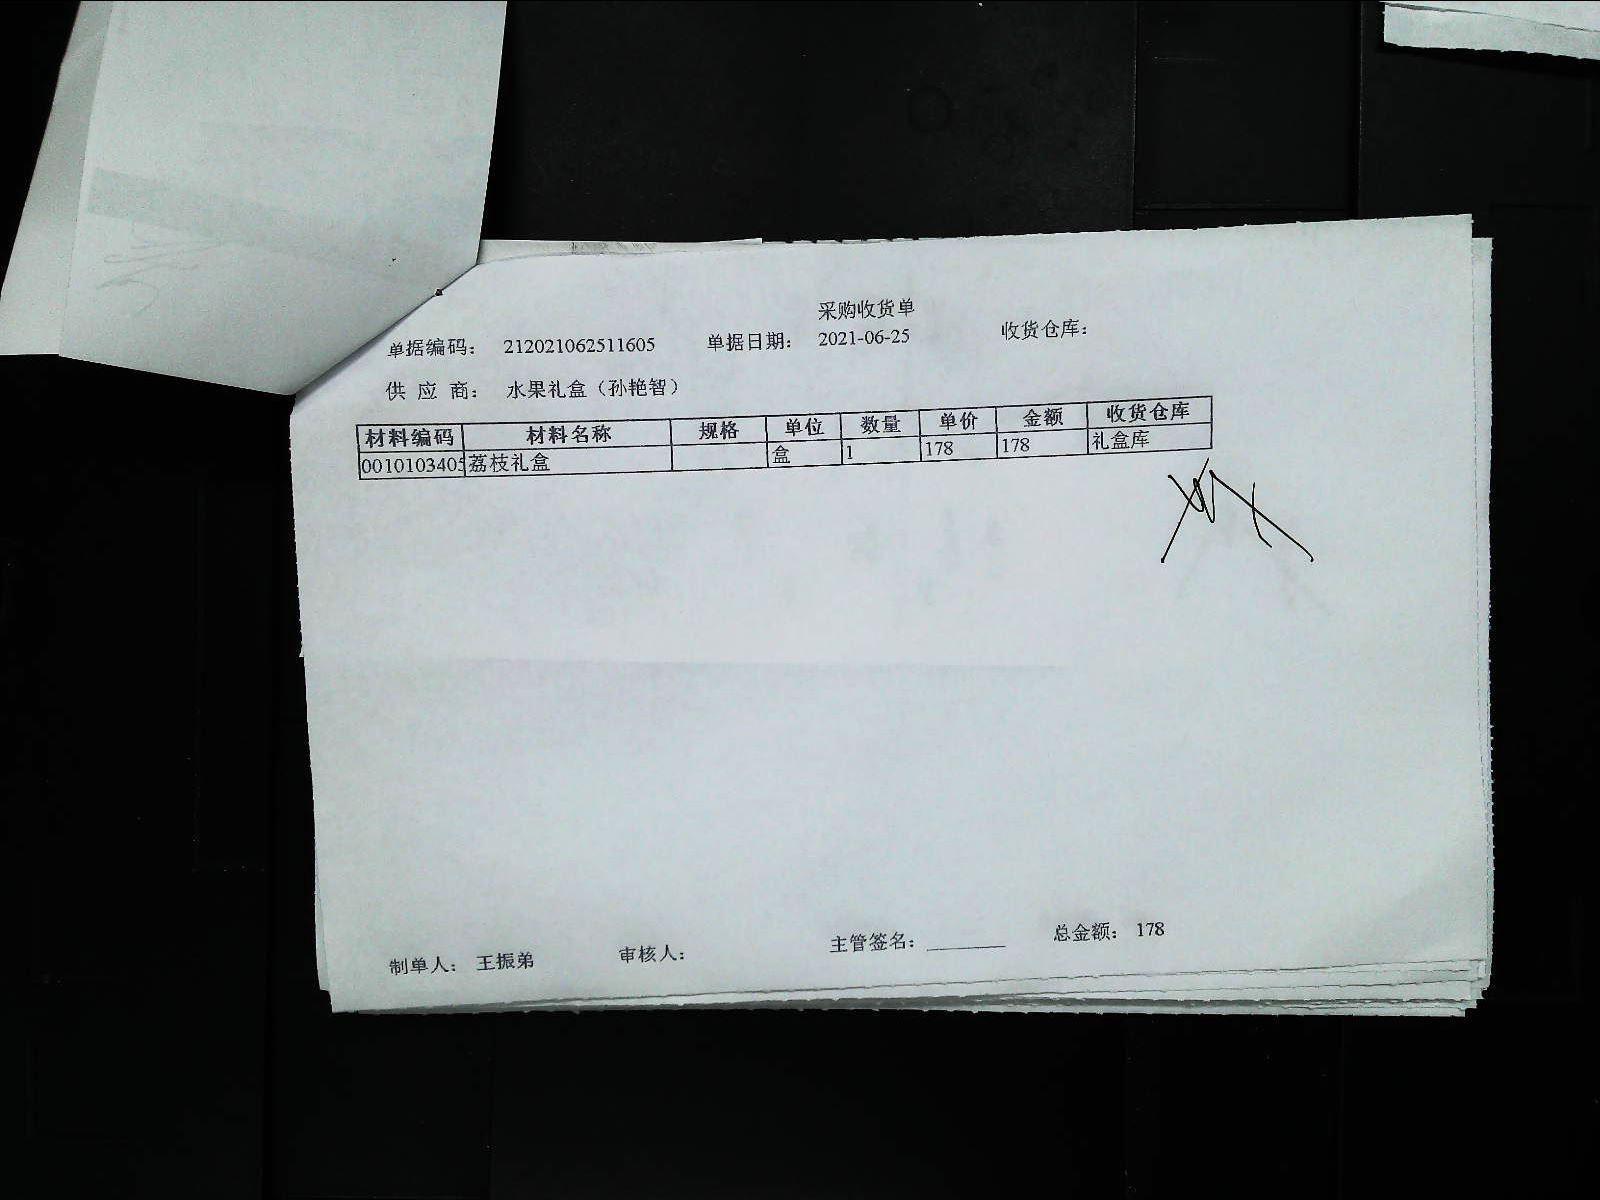 采购收货单
单据编码： 212021062511605 单据日期： 2021-06-25 收货仓库：
供 应 商： 水果礼盒（孙艳智）
材料编码 材料名称 规格 单位 数量 单价 金额 收货仓库
0010103405 荔枝礼盒 盒 1 178 178 礼盒库
制单人： 王振弟 审核人： 主管签名： ________ 总金额： 178